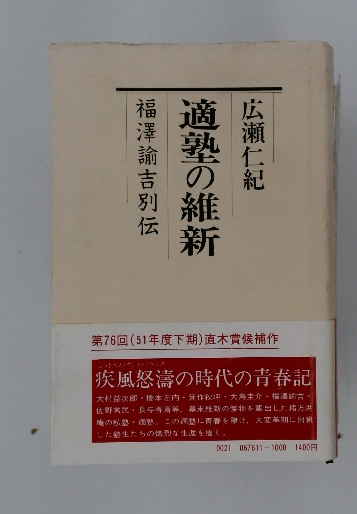 広瀬仁紀
適塾の維新
福澤諭吉別伝
第76回(51年度下期)直木賞候補作
疾風怒濤の時代の青春記
大村益次郎・橋本左内・箕作秋坪・大鳥圭介・福澤諭吉・
佐野常民・長与専斎等、幕末維新の傑物を輩出した緒方洪
庵の私塾・適塾。この適塾に青春を賭け、大変革期に出現
した塾生たちの熾烈な生涯を描く。
0021 067611-1000 1400円